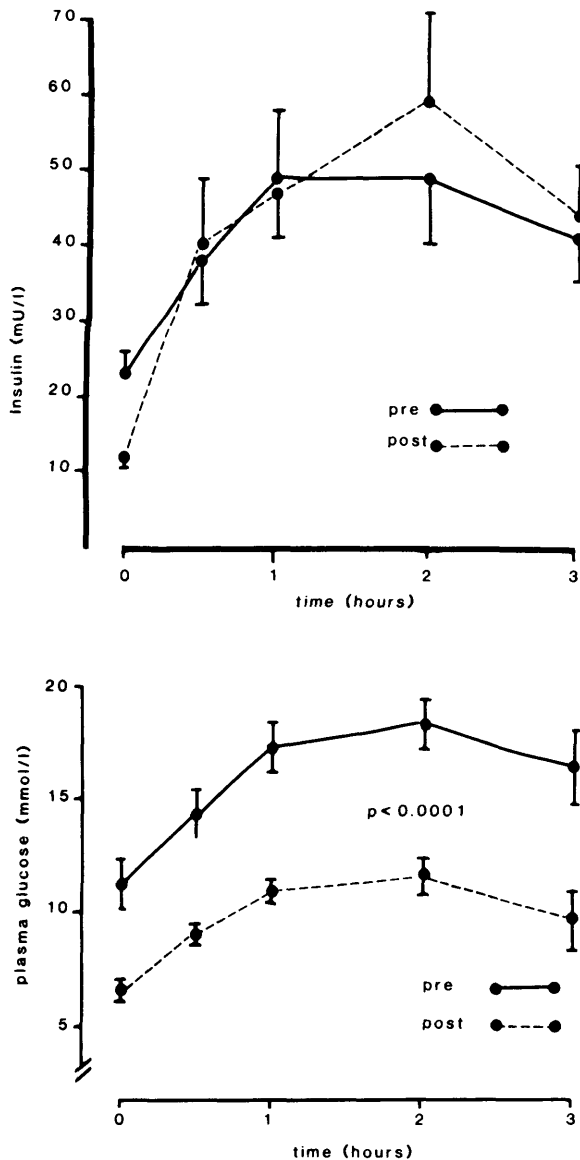 70
60
50
40
30
20
10
Insulin (mU/l)
pre
post
0 1 2 3
time (hours)
20
15
10
5
plasma glucose (mmol/l)
p<0.0001
pre
post
0 1 2 3
time (hours)